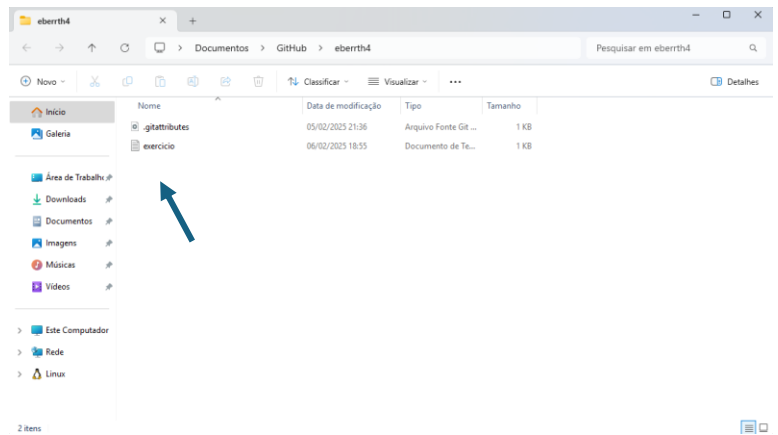 eberrth4
Documentos > GitHub > eberrth4
Pesquisar em eberrth4
Novo
Classificar
Visualizar
Detalhes
Início
Galeria
Área de Trabalho
Downloads
Documentos
Imagens
Músicas
Vídeos
Este Computador
Rede
Linux
Nome Data de modificação Tipo Tamanho
.gitattributes 05/02/2025 21:36 Arquivo Fonte Git ... 1 KB
exercicio 06/02/2025 18:55 Documento de Te... 1 KB
2 itens